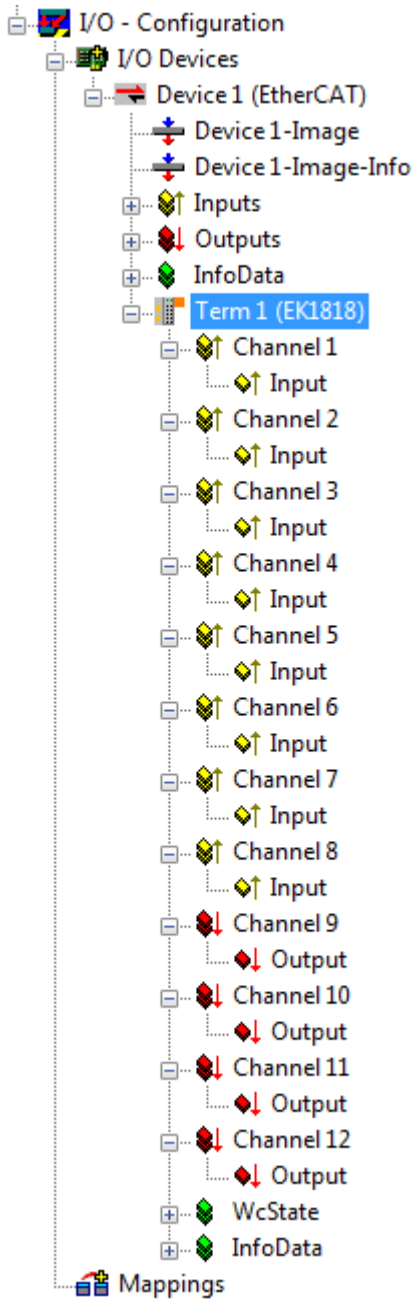 I/O - Configuration
I/O Devices
Device 1 (EtherCAT)
Device 1-Image
Device 1-Image-Info
Inputs
Outputs
InfoData
Term 1 (EK1818)
Channel 1
Input
Channel 2
Input
Channel 3
Input
Channel 4
Input
Channel 5
Input
Channel 6
Input
Channel 7
Input
Channel 8
Input
Channel 9
Output
Channel 10
Output
Channel 11
Output
Channel 12
Output
WcState
InfoData
Mappings